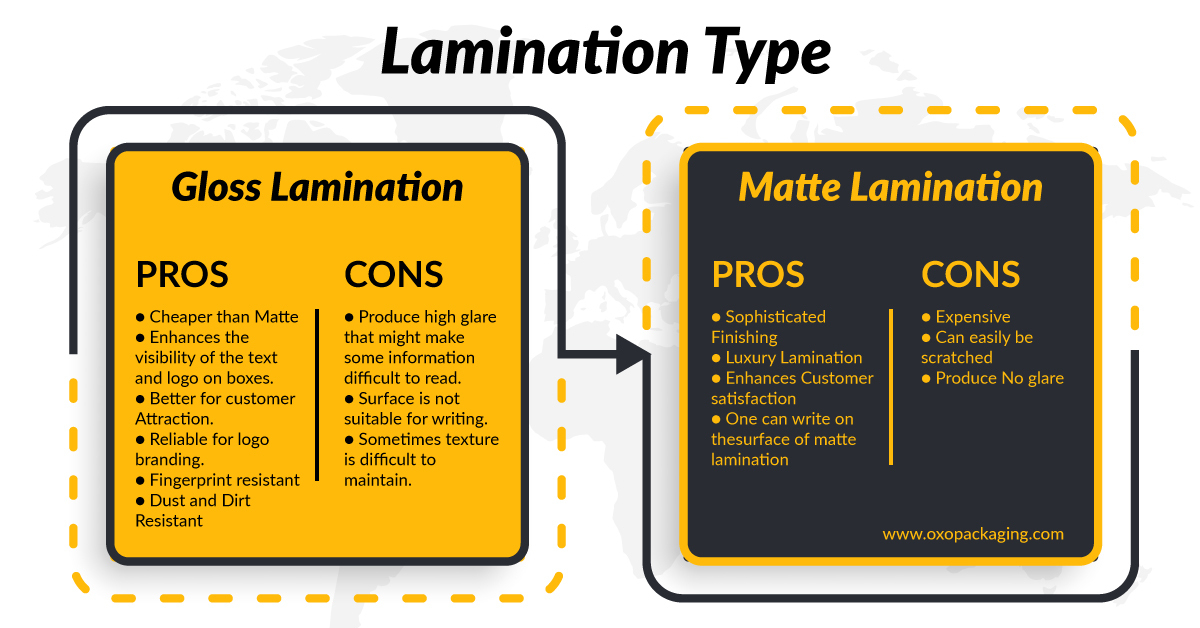 Lamination Type
Gloss Lamination
PROS
● Cheaper than Matte
● Enhances the
visibility of the text
and logo on boxes.
● Better for customer
Attraction.
● Reliable for logo
branding.
● Fingerprint resistant
● Dust and Dirt
Resistant
CONS
● Produce high glare
that might make
some information
difficult to read.
● Surface is not
suitable for writing.
● Sometimes texture
is difficult to
maintain.
Matte Lamination
PROS
● Sophisticated
Finishing
● Luxury Lamination
● Enhances Customer
satisfaction
● One can write on
thesurface of matte
lamination
CONS
● Expensive
● Can easily be
scratched
● Produce No glare
www.oxopackaging.com